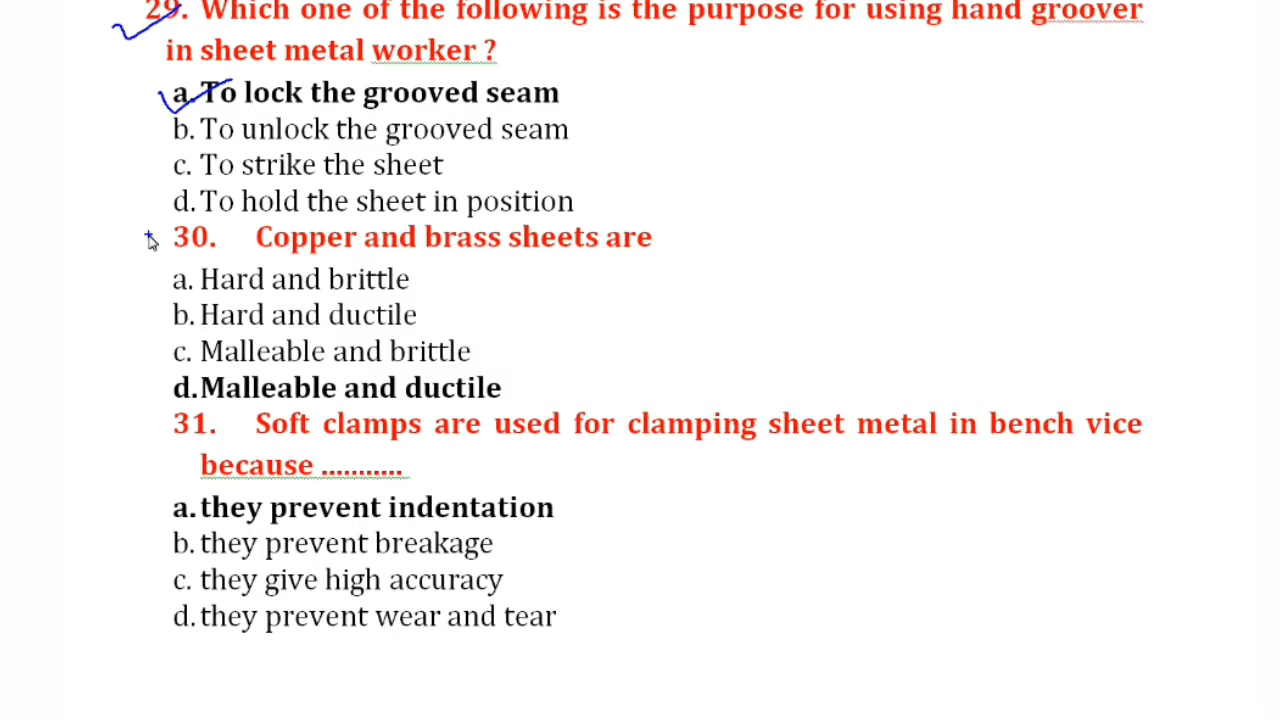 29. Which one of the following is the purpose for using hand groover
in sheet metal worker ?
a. To lock the grooved seam
b. To unlock the grooved seam
c. To strike the sheet
d. To hold the sheet in position
30. Copper and brass sheets are
a. Hard and brittle
b. Hard and ductile
c. Malleable and brittle
d. Malleable and ductile
31. Soft clamps are used for clamping sheet metal in bench vice
because ...........
a. they prevent indentation
b. they prevent breakage
c. they give high accuracy
d. they prevent wear and tear